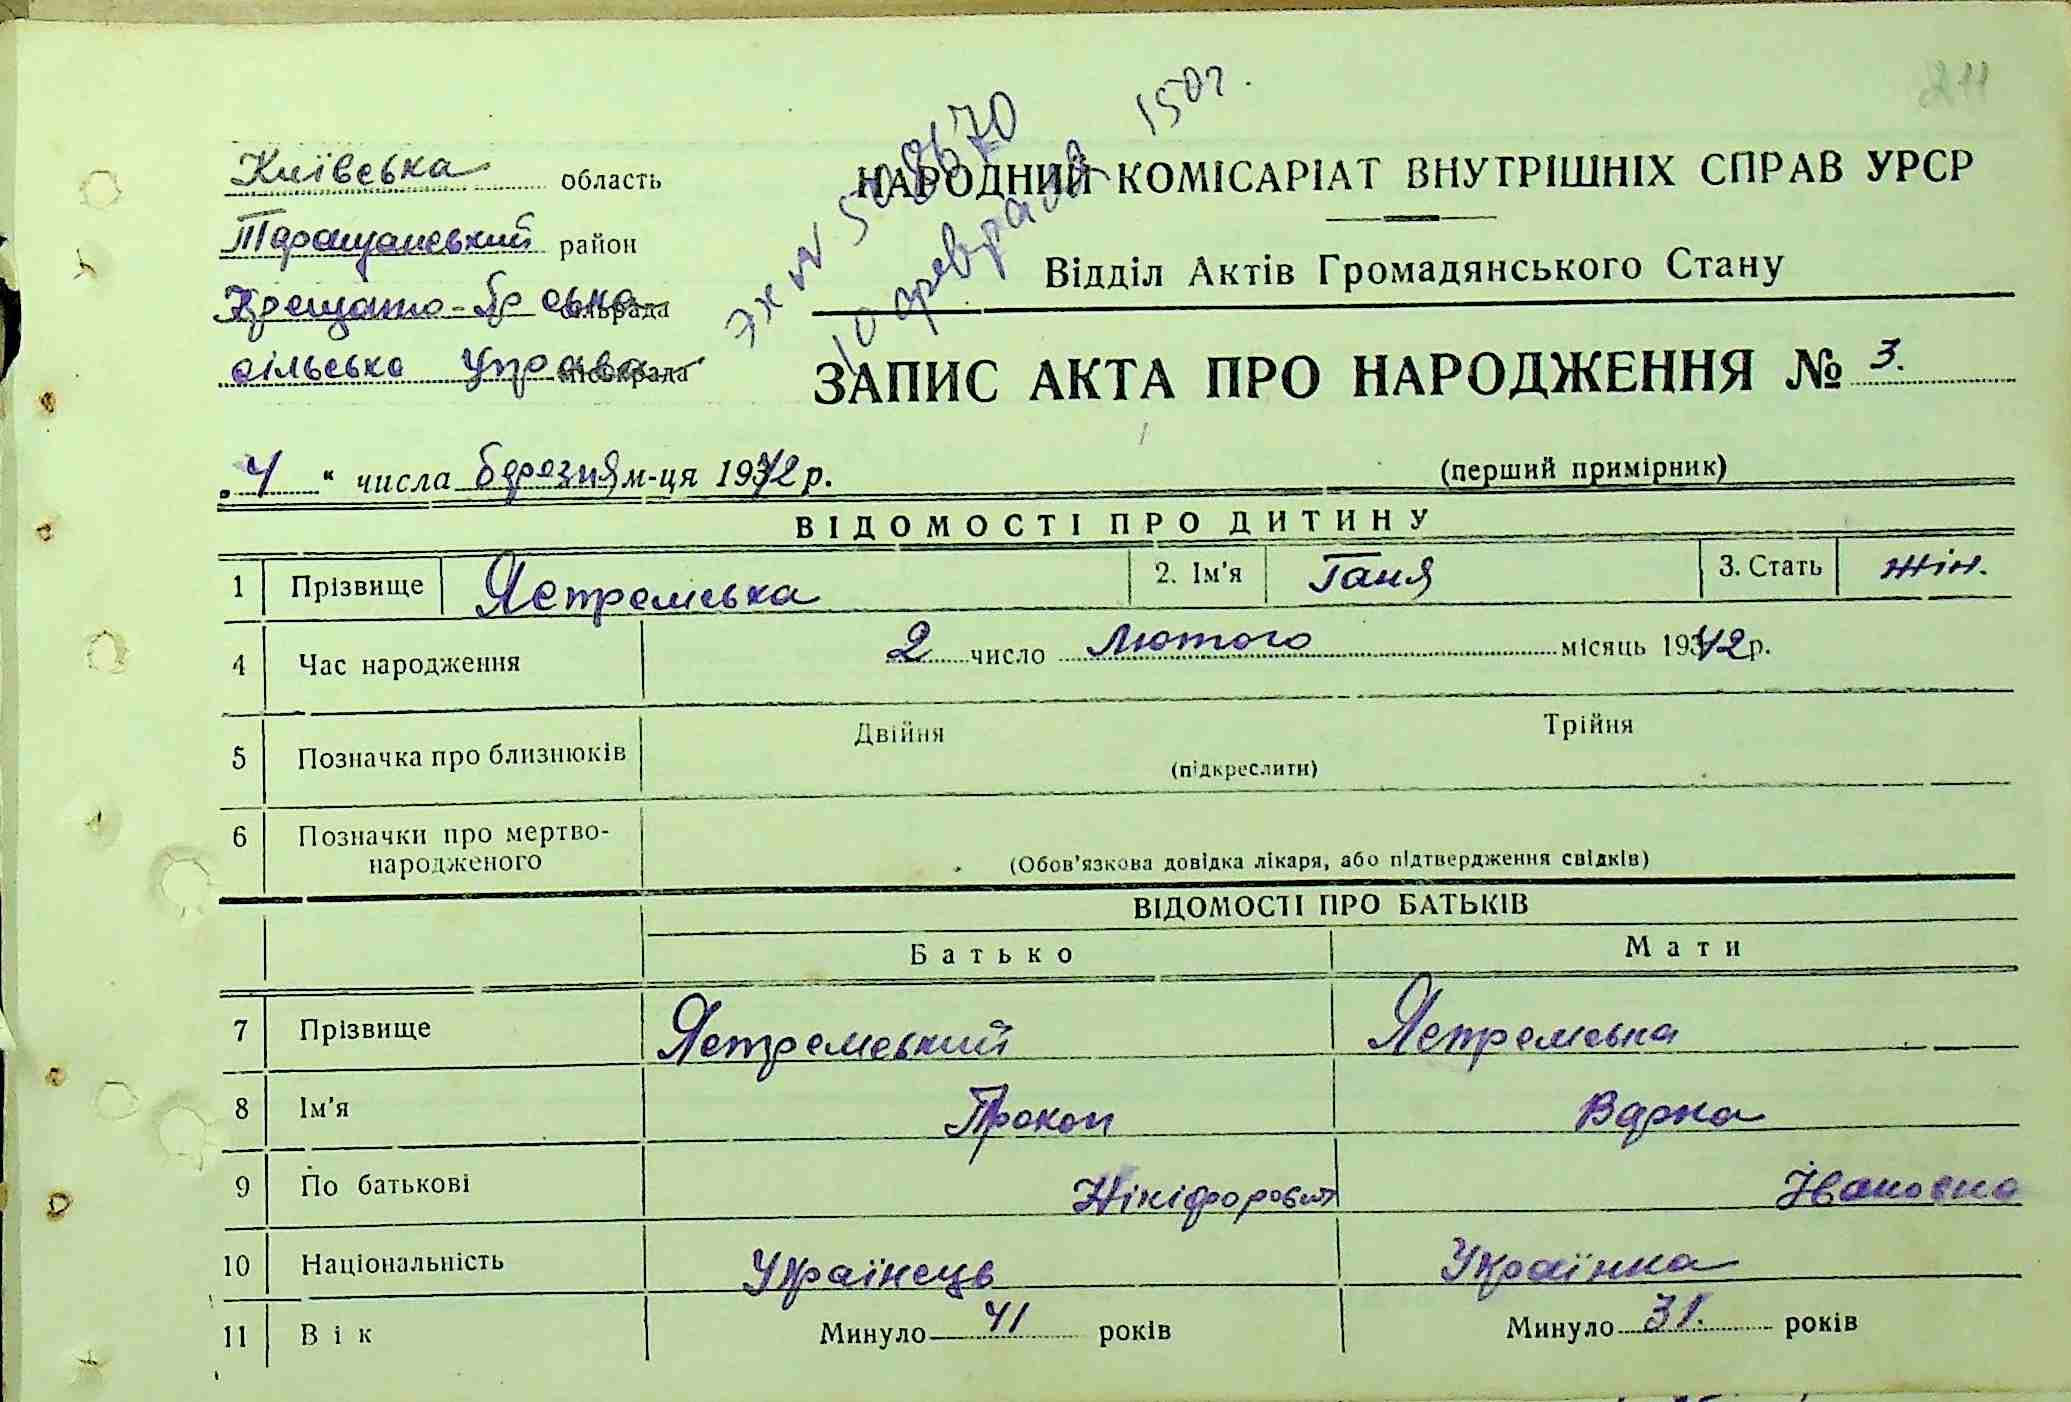 211
Київська область
Таращанський район
Крещато-Яр ська сільрада
сільська Управа міськрада
НАРОДНИЙ КОМІСАРІАТ ВНУТРІШНІХ СПРАВ УРСР
Відділ Актів Громадянського Стану
ЗАПИС АКТА ПРО НАРОДЖЕННЯ № 3.
„4“ числа березня м-ця 1942 р.
(перший примірник)
ВІДОМОСТІ ПРО ДИТИНУ
1 Прізвище Ястремська 2. Ім'я Ганя 3. Стать жін.
4 Час народження 2 число Лютого місяць 1942 р.
5 Позначка про близнюків Двійня Трійня
(підкреслити)
6 Позначки про мертво-
народженого (Обов'язкова довідка лікаря, або підтвердження свідків)
ВІДОМОСТІ ПРО БАТЬКІВ
Батько Мати
7 Прізвище Ястремський Ястремська
8 Ім'я Прокоп Варка
9 По батькові Нікіфорович Івановна
10 Національність Українець Українка
11 Вік Минуло 41 років Минуло 31. років